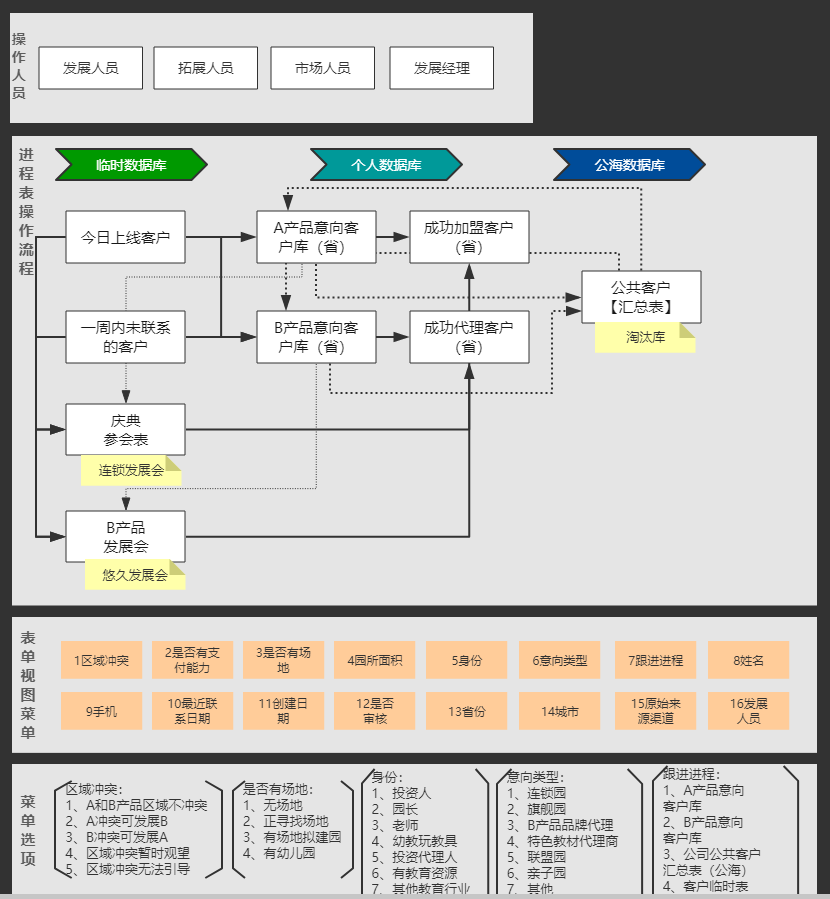 操作人员
发展人员
拓展人员
市场人员
发展经理
进程表操作流程
临时数据库
个人数据库
公海数据库
今日上线客户
A产品意向客
户库（省）
成功加盟客户
（省）
公共客户
【汇总表】
淘汰库
一周内未联系
的客户
B产品意向客
户库（省）
成功代理客户
（省）
庆典
参会表
连锁发展会
B产品
发展会
悠久发展会
表单视图菜单
1区域冲突
2是否有支
付能力
3是否有场
地
4园所面积
5身份
6意向类型
7跟进进程
8姓名
9手机
10最近联
系日期
11创建日
期
12是否
审核
13省份
14城市
15原始来
源渠道
16发展
人员
菜单选项
区域冲突：
1、A和B产品区域不冲突
2、A冲突可发展B
3、B冲突可发展A
4、区域冲突暂时观望
5、区域冲突无法引导
是否有场地：
1、无场地
2、正寻找场地
3、有场地拟建园
4、有幼儿园
身份：
1、投资人
2、园长
3、老师
4、幼教玩教具
5、投资代理人
6、有教育资源
7、其他教育行业
意向类型：
1、连锁园
2、旗舰园
3、B产品品牌代理
4、特色教材代理商
5、联盟园
6、亲子园
7、其他
跟进进程：
1、A产品意向
客户库
2、B产品意向
客户库
3、公司公共客户
汇总表（公海）
4、客户临时表